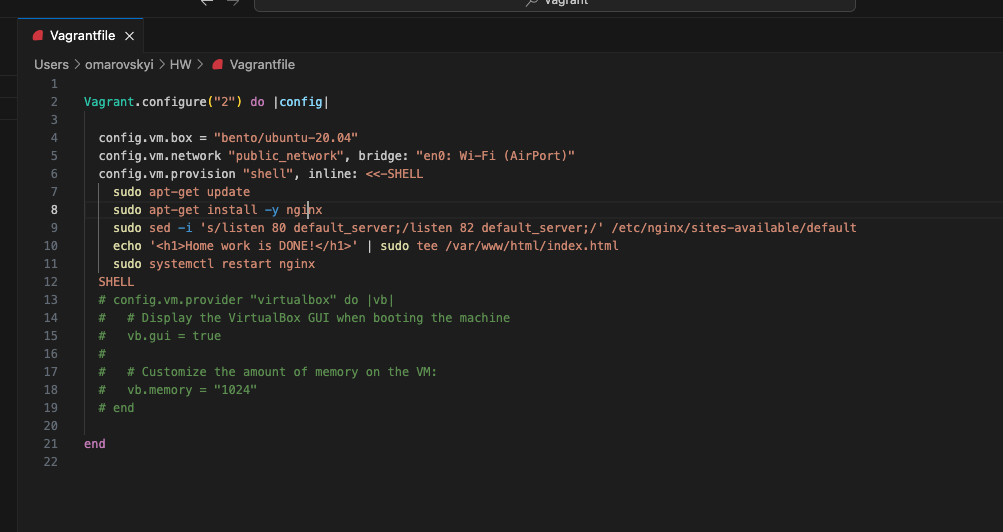 Vagrant
Vagrantfile
Users > omarovskyi > HW > Vagrantfile
1
2 Vagrant.configure("2") do |config|
3
4 config.vm.box = "bento/ubuntu-20.04"
5 config.vm.network "public_network", bridge: "en0: Wi-Fi (AirPort)"
6 config.vm.provision "shell", inline: <<-SHELL
7 sudo apt-get update
8 sudo apt-get install -y nginx
9 sudo sed -i 's/listen 80 default_server;/listen 82 default_server;/' /etc/nginx/sites-available/default
10 echo '<h1>Home work is DONE!</h1>' | sudo tee /var/www/html/index.html
11 sudo systemctl restart nginx
12 SHELL
13 # config.vm.provider "virtualbox" do |vb|
14 #   # Display the VirtualBox GUI when booting the machine
15 #   vb.gui = true
16 #
17 #   # Customize the amount of memory on the VM:
18 #   vb.memory = "1024"
19 # end
20
21 end
22